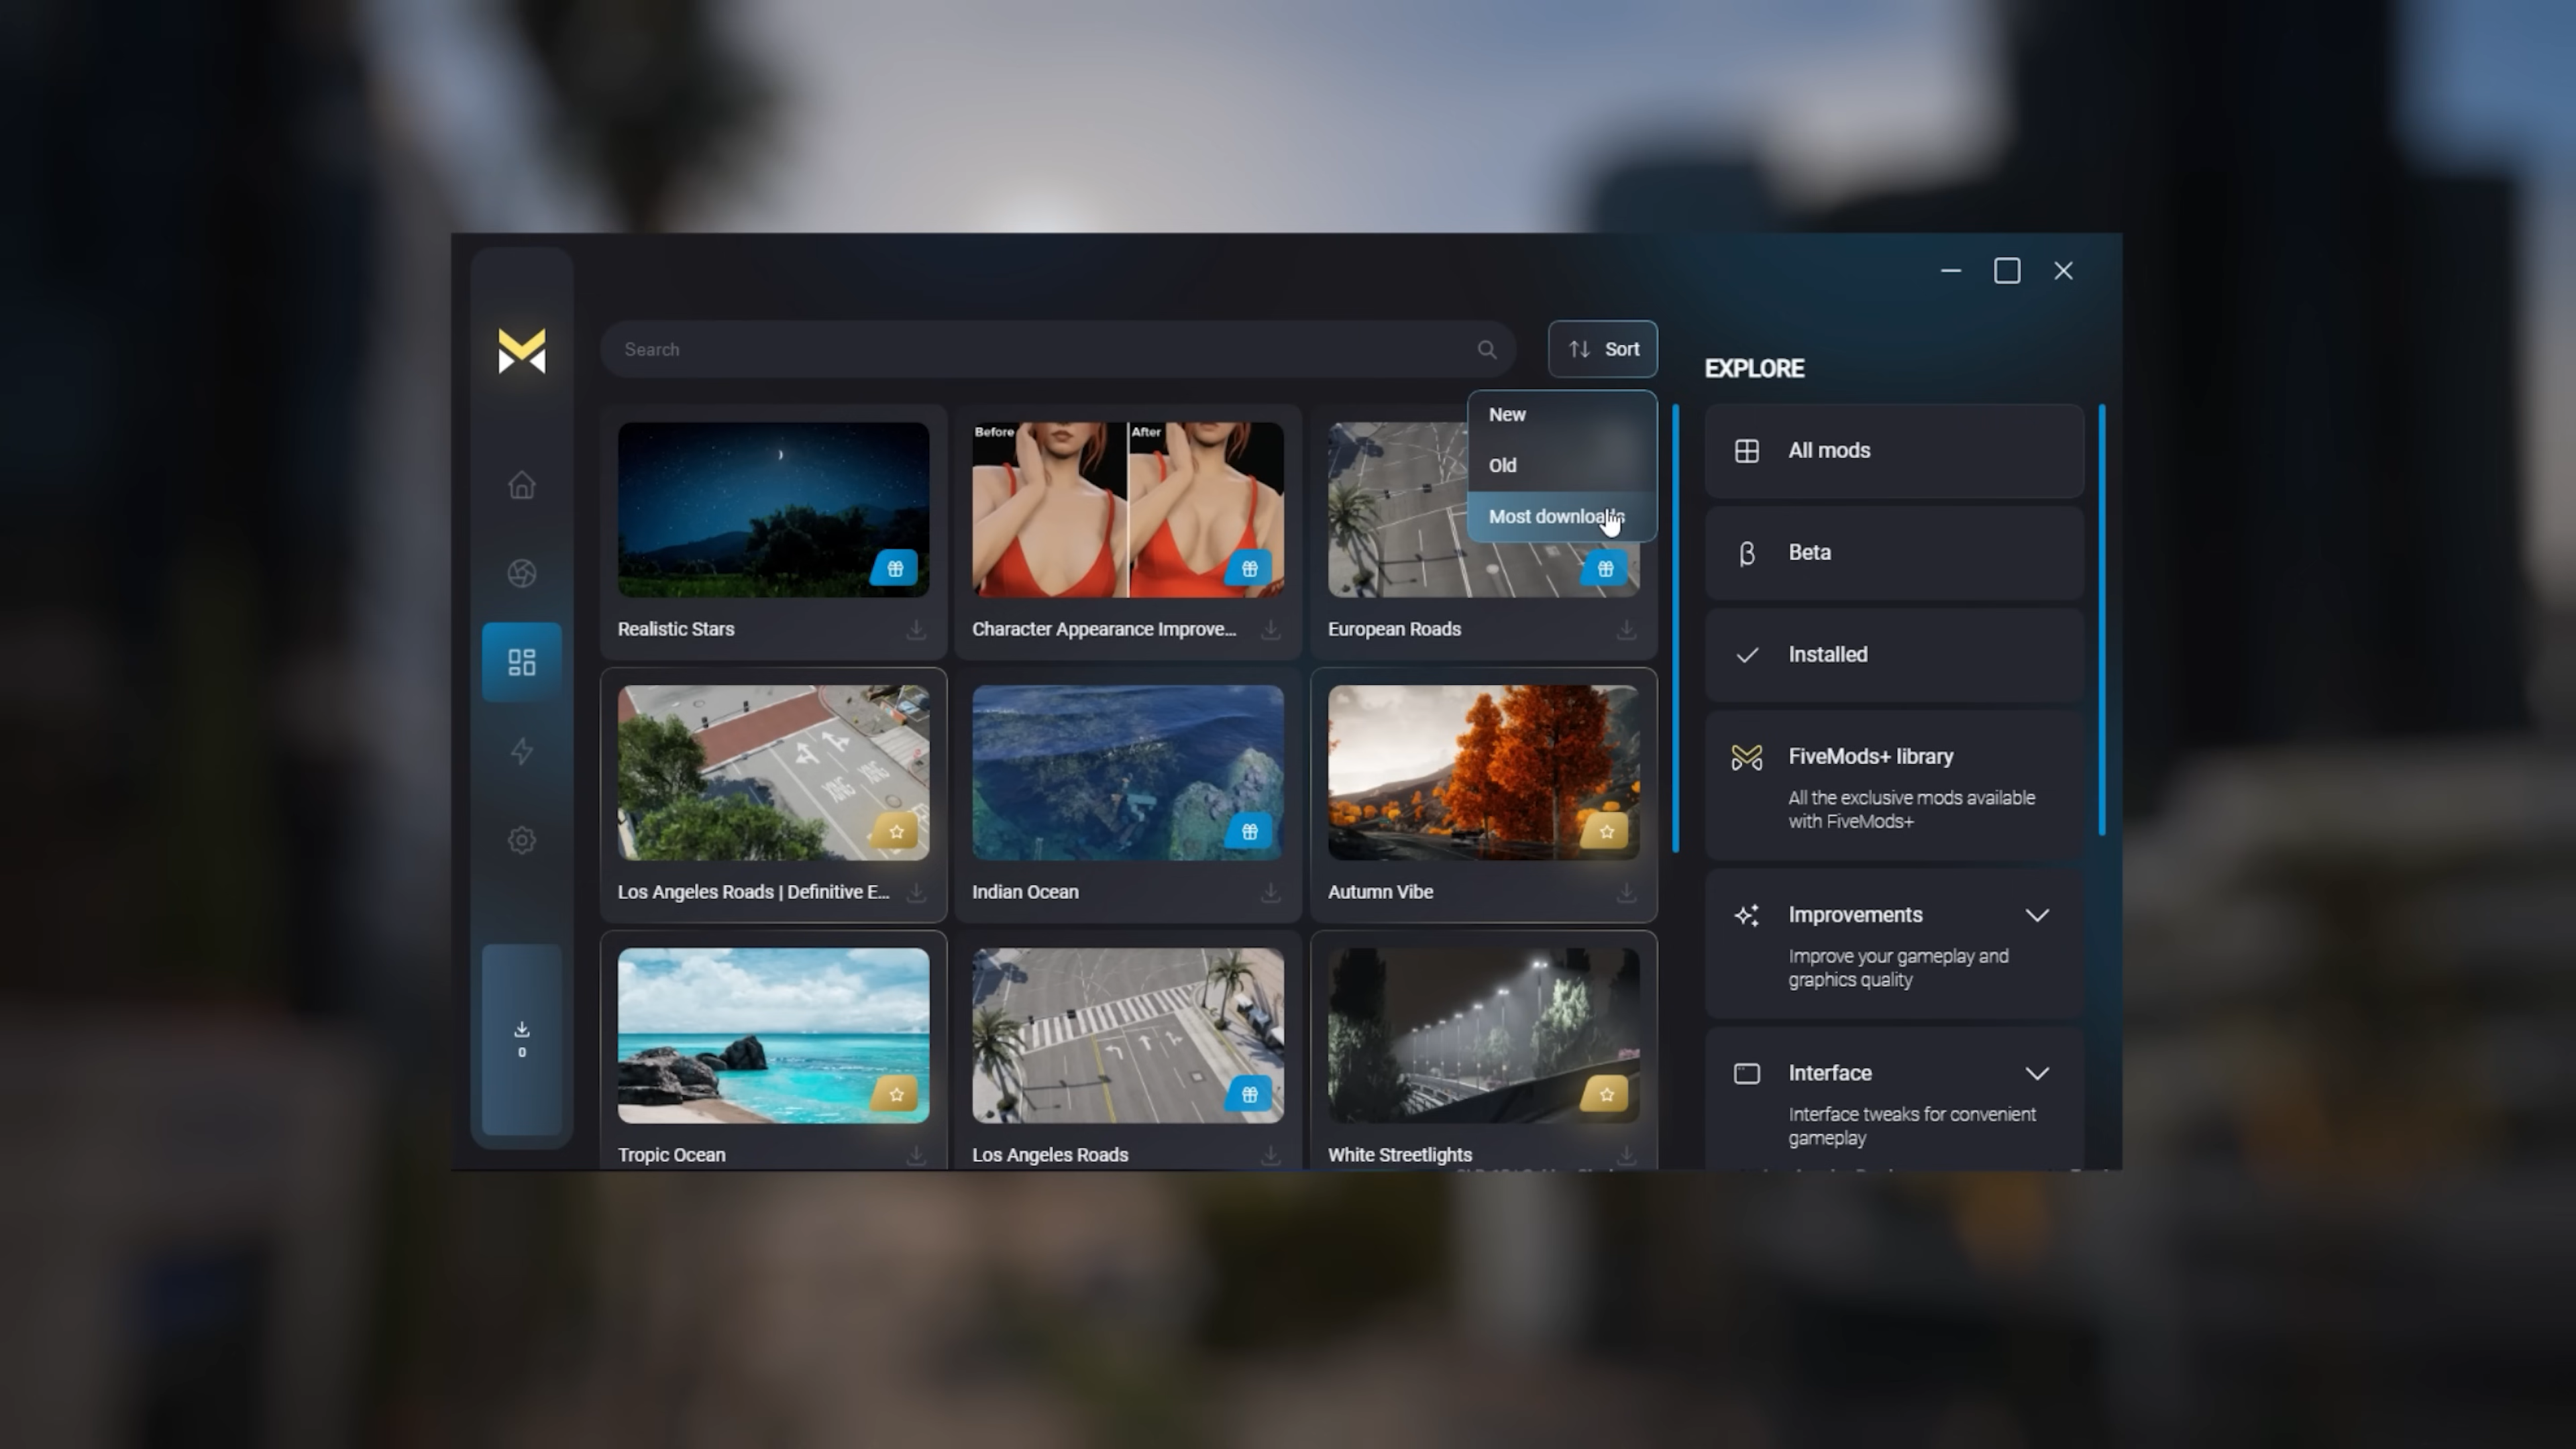 Search
Sort
New
Old
Most downloads
EXPLORE
All mods
Beta
Installed
FiveMods+ library
All the exclusive mods available
with FiveMods+
Improvements
Improve your gameplay and
graphics quality
Interface
Interface tweaks for convenient
gameplay
Before
After
Realistic Stars
Character Appearance Improve...
European Roads
XING
XING
Los Angeles Roads | Definitive E...
Indian Ocean
Autumn Vibe
Tropic Ocean
Los Angeles Roads
White Streetlights
0